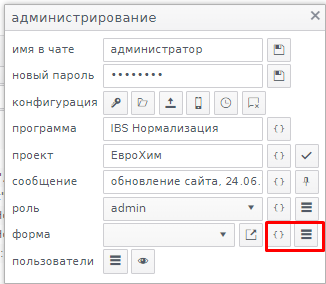 администрирование
имя в чате администратор
новый пароль ••••••••
конфигурация
программа IBS Нормализация { }
проект ЕвроХим { }
сообщение обновление сайта, 24.06. { }
роль admin { }
форма { }
пользователи